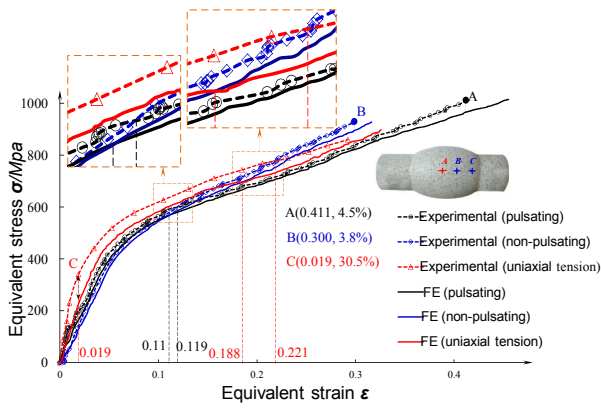 Equivalent stress σ/Mpa
1000
800
600
400
200
0
0
0.1
0.2
0.3
0.4
Equivalent strain ε
A
B
C
A B C
A(0.411, 4.5%)
B(0.300, 3.8%)
C(0.019, 30.5%)
0.019
0.11
0.119
0.188
0.221
Experimental (pulsating)
Experimental (non-pulsating)
Experimental (uniaxial tension)
FE (pulsating)
FE (non-pulsating)
FE (uniaxial tension)